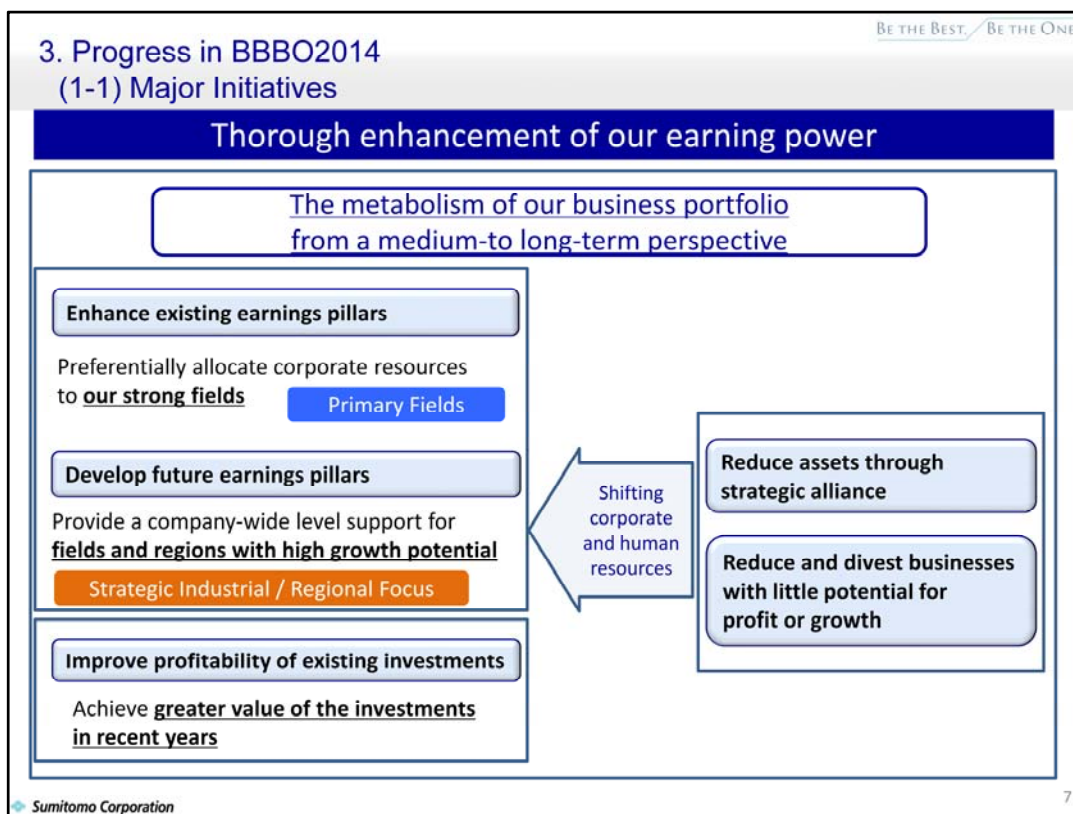 BE THE BEST, BE THE ONE
3. Progress in BBBO2014
(1-1) Major Initiatives
Thorough enhancement of our earning power
The metabolism of our business portfolio
from a medium-to long-term perspective
Enhance existing earnings pillars
Preferentially allocate corporate resources
to our strong fields
Primary Fields
Develop future earnings pillars
Provide a company-wide level support for
fields and regions with high growth potential
Strategic Industrial / Regional Focus
Improve profitability of existing investments
Achieve greater value of the investments
in recent years
Shifting
corporate
and human
resources
Reduce assets through
strategic alliance
Reduce and divest businesses
with little potential for
profit or growth
Sumitomo Corporation
7